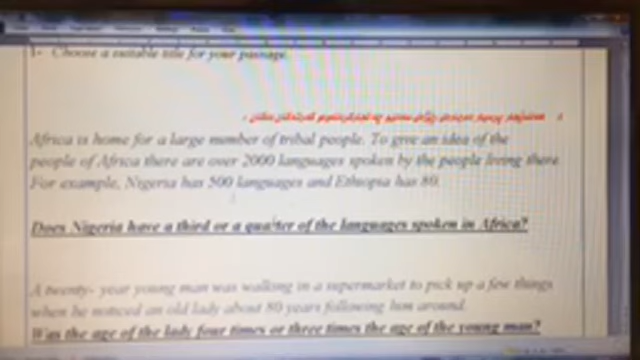 1- Choose a suitable title for your passage.
Africa is home for a large number of tribal people. To give an idea of the
people of Africa there are over 2000 languages spoken by the people living there
For example, Nigeria has 500 languages and Ethiopia has 80.
Does Nigeria have a third or a quarter of the languages spoken in Africa?
A twenty- year young man was walking in a supermarket to pick up a few things
when he noticed an old lady about 80 years following him around.
Was the age of the lady four times or three times the age of the young man?